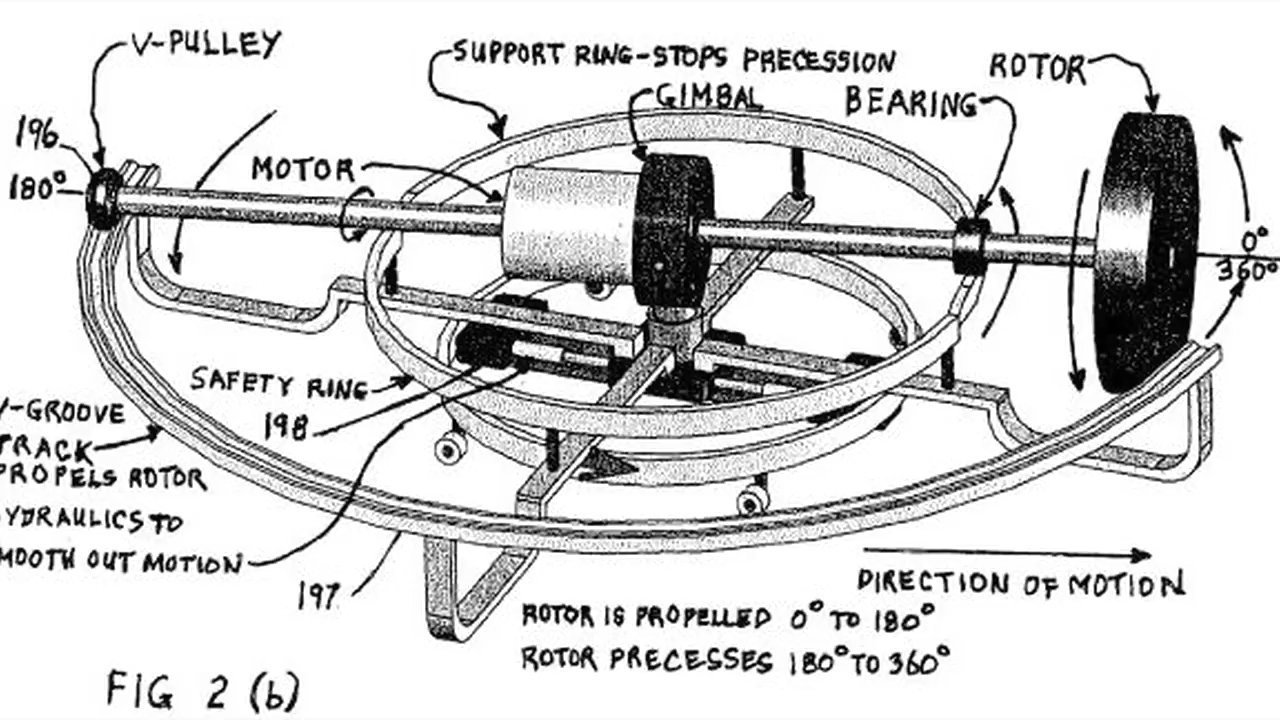 V-PULLEY
SUPPORT RING-STOPS PRECESSION
ROTOR
GIMBAL
BEARING
196
180°
MOTOR
0°
360°
SAFETY RING
198
V-GROOVE
TRACK
PROPELS ROTOR
YDRAULICS TO
MOOTH OUT MOTION
197
DIRECTION OF MOTION
ROTOR IS PROPELLED 0° TO 180°
ROTOR PRECESSES 180° TO 360°
FIG 2 (b)